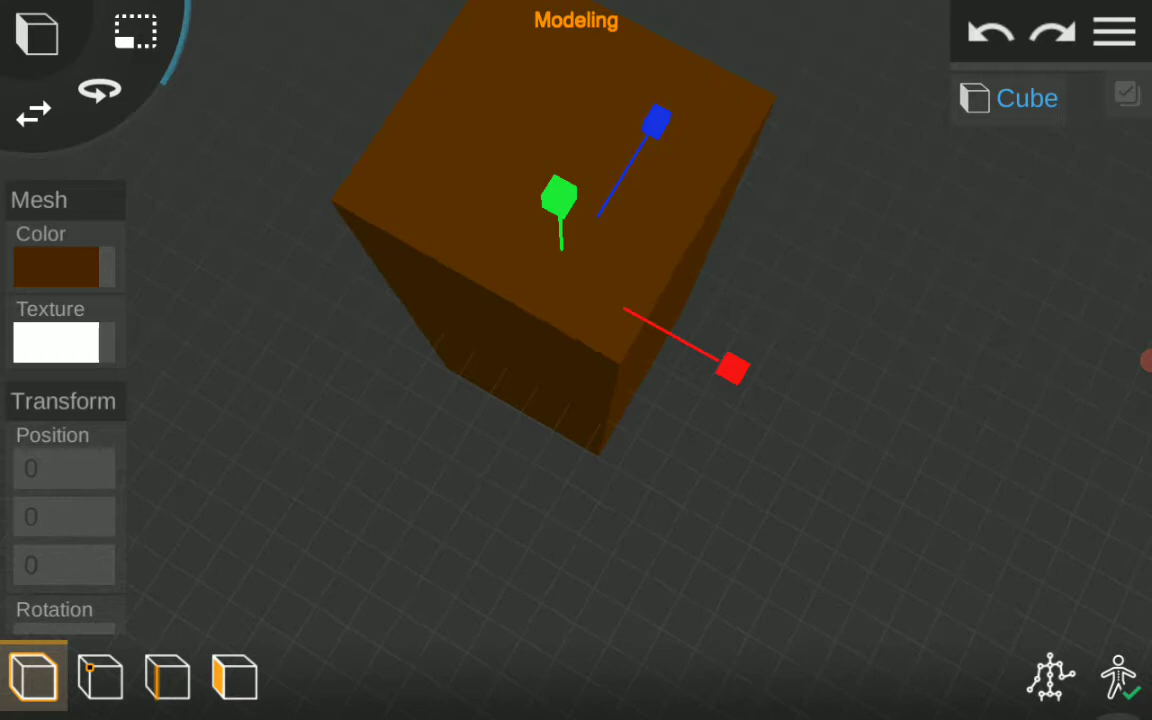 Modeling
Cube
Mesh
Color
Texture
Transform
Position
0
0
0
Rotation